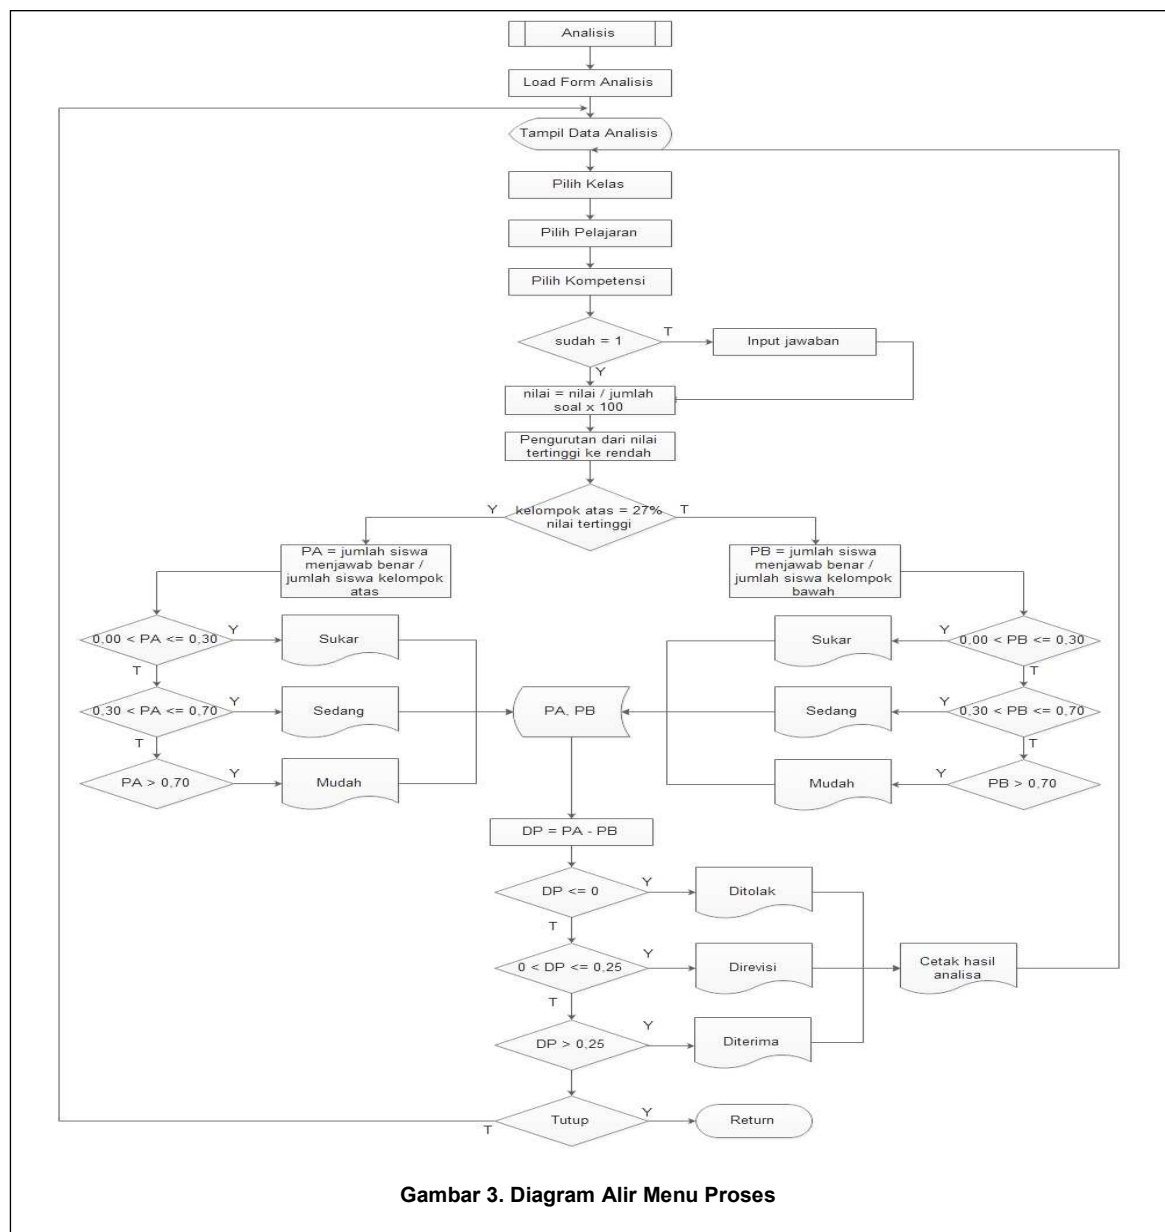 Analisis
Load Form Analisis
Tampil Data Analisis
Pilih Kelas
Pilih Pelajaran
Pilih Kompetensi
sudah = 1
T
Input jawaban
Y
nilai = nilai / jumlah
soal x 100
Pengurutan dari nilai
tertinggi ke rendah
Y
kelompok atas = 27%
nilai tertinggi
T
PA = jumlah siswa
menjawab benar /
jumlah siswa kelompok
atas
PB = jumlah siswa
menjawab benar /
jumlah siswa kelompok
bawah
0,00 < PA <= 0,30
Y
Sukar
Sukar
Y
0,00 < PB <= 0,30
T
T
0,30 < PA <= 0,70
Y
Sedang
PA, PB
Sedang
Y
0,30 < PB <= 0,70
T
T
PA > 0,70
Y
Mudah
Mudah
Y
PB > 0,70
DP = PA - PB
DP <= 0
Y
Ditolak
T
0 < DP <= 0,25
Y
Direvisi
Cetak hasil
analisa
T
DP > 0,25
Y
Diterima
T
Tutup
Y
Return
Gambar 3. Diagram Alir Menu Proses